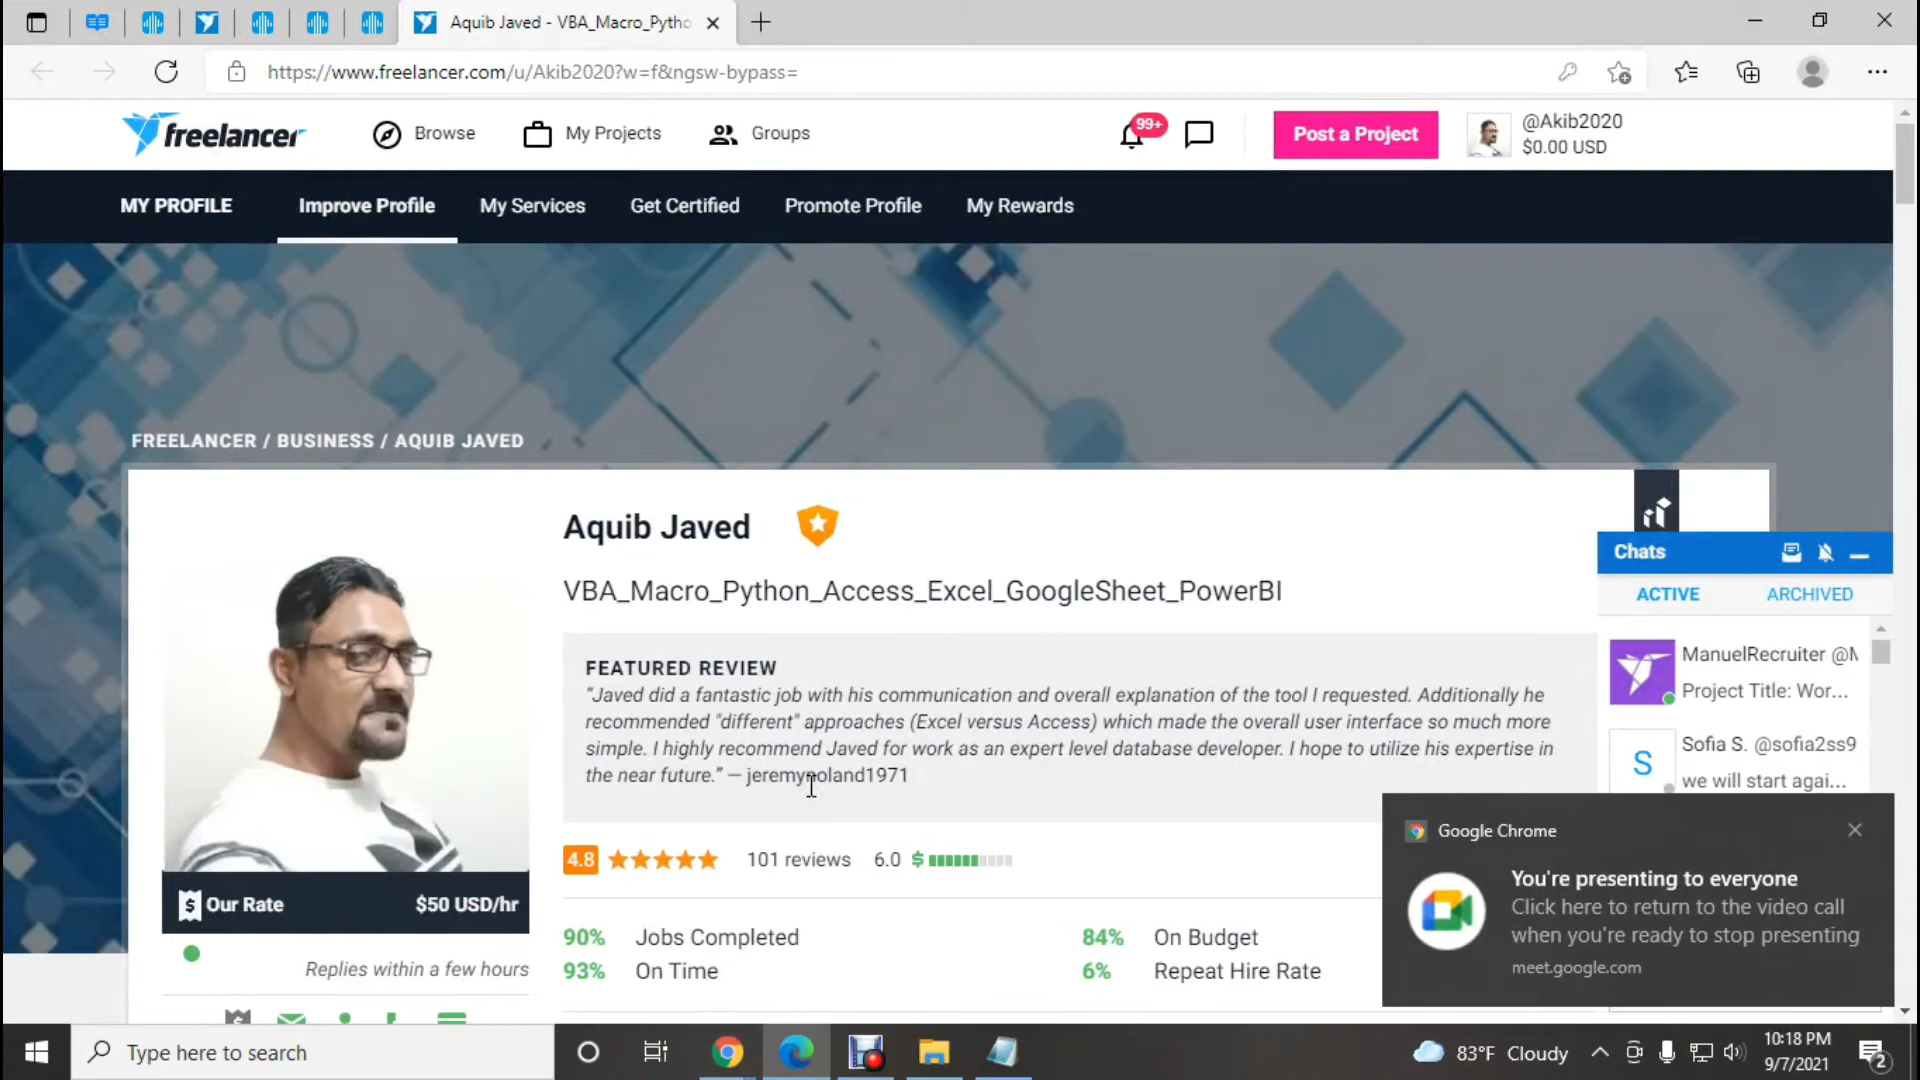 Aquib Javed - VBA_Macro_Pytho
https://www.freelancer.com/u/Akib2020?w=f&ngsw-bypass=
freelancer
Browse
My Projects
Groups
99+
Post a Project
@Akib2020
$0.00 USD
MY PROFILE
Improve Profile
My Services
Get Certified
Promote Profile
My Rewards
FREELANCER / BUSINESS / AQUIB JAVED
Aquib Javed
VBA_Macro_Python_Access_Excel_GoogleSheet_PowerBI
FEATURED REVIEW
"Javed did a fantastic job with his communication and overall explanation of the tool I requested. Additionally he
recommended "different" approaches (Excel versus Access) which made the overall user interface so much more
simple. I highly recommend Javed for work as an expert level database developer. I hope to utilize his expertise in
the near future." — jeremynoland1971
4.8
101 reviews
6.0
$
90% Jobs Completed
84% On Budget
93% On Time
6% Repeat Hire Rate
$ Our Rate
$50 USD/hr
Replies within a few hours
Chats
ACTIVE
ARCHIVED
ManuelRecruiter @M
Project Title: Wor...
S
Sofia S. @sofia2ss9
we will start agai...
Google Chrome
You're presenting to everyone
Click here to return to the video call
when you're ready to stop presenting
meet.google.com
Type here to search
83°F Cloudy
10:18 PM
9/7/2021
2